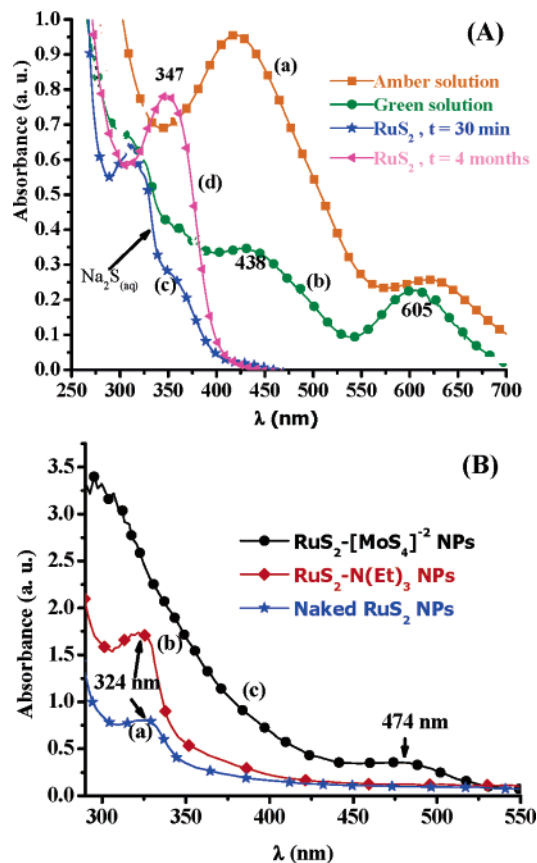 (A)
Absorbance (a. u.)
1.0
0.9
0.8
0.7
0.6
0.5
0.4
0.3
0.2
0.1
0.0
347
(a)
Amber solution
Green solution
RuS2 , t = 30 min
RuS2 , t = 4 months
(d)
Na2S(aq)
(c)
438
(b)
605
250 300 350 400 450 500 550 600 650 700
λ (nm)
(B)
Absorbance (a. u.)
3.5
3.0
2.5
2.0
1.5
1.0
0.5
0.0
RuS2-[MoS4]-2 NPs
RuS2-N(Et)3 NPs
Naked RuS2 NPs
(b)
324 nm
(c)
(a)
474 nm
300 350 400 450 500 550
λ (nm)